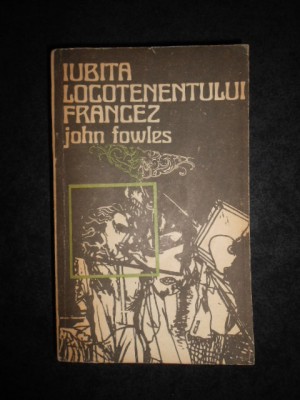 IUBITA
LOCOTENENTULUI
FRANCEZ
john fowles